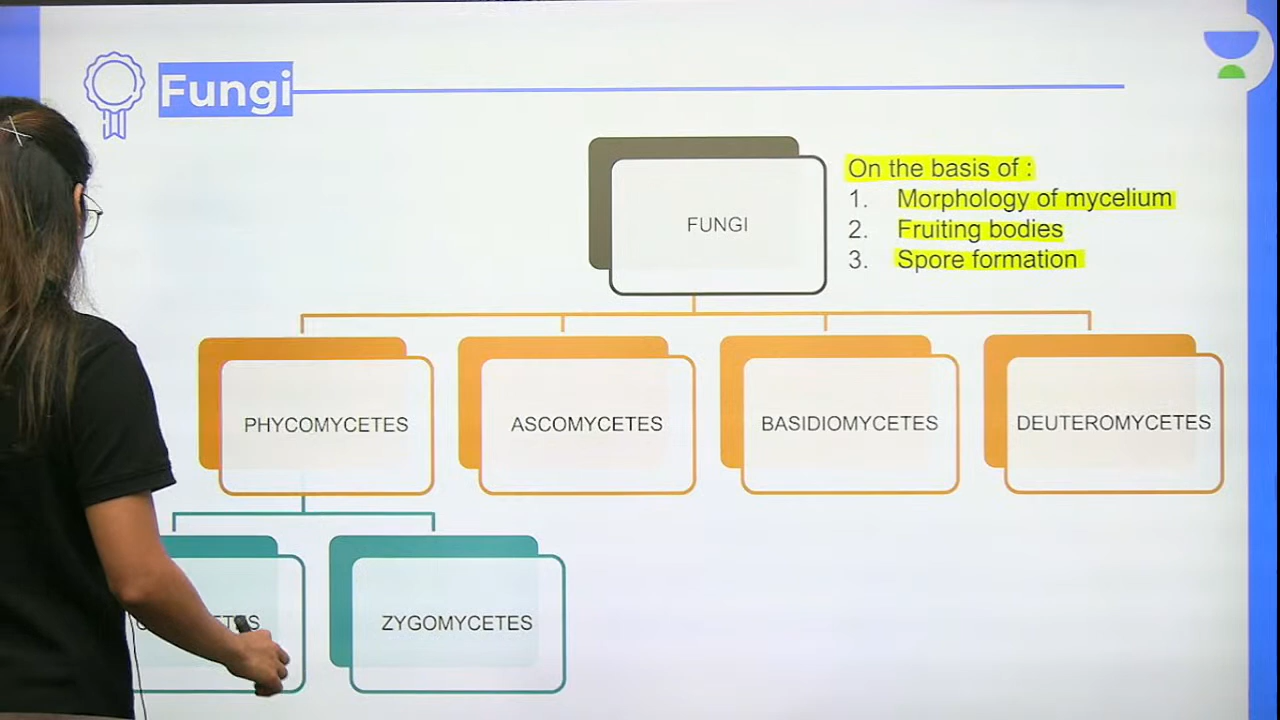 Fungi
On the basis of :
1. Morphology of mycelium
2. Fruiting bodies
3. Spore formation
FUNGI
PHYCOMYCETES
ASCOMYCETES
BASIDIOMYCETES
DEUTEROMYCETES
ZYGOMYCETES